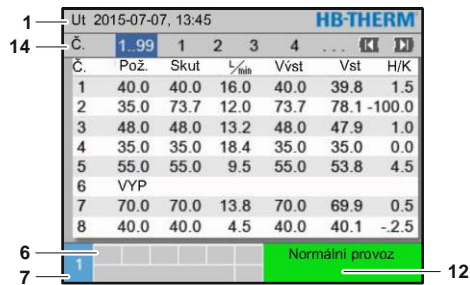 1 Ut 2015-07-07, 13:45 HB-THERM
14 Č. 1..99 1 2 3 4 ...
Č. Pož. Skut L/min Výst Vst H/K
1 40.0 40.0 16.0 40.0 39.8 1.5
2 35.0 73.7 12.0 73.7 78.1 -100.0
3 48.0 48.0 13.2 48.0 47.9 1.0
4 35.0 35.0 18.4 35.0 35.0 0.0
5 55.0 55.0 9.5 55.0 53.8 4.5
6 VYP
7 70.0 70.0 13.8 70.0 69.9 0.5
8 40.0 40.0 4.5 40.0 40.1 -.2.5
6 Normální provoz
1
7 12